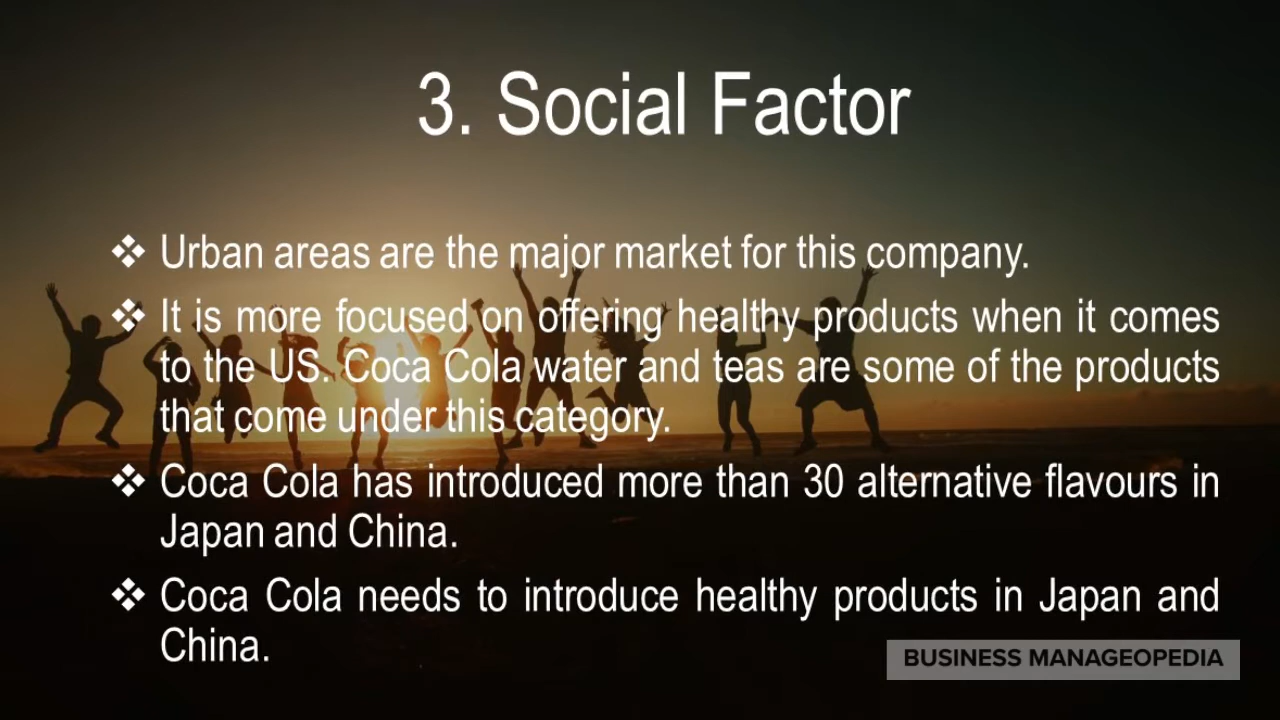 3. Social Factor
❖ Urban areas are the major market for this company.
❖ It is more focused on offering healthy products when it comes
to the US. Coca Cola water and teas are some of the products
that come under this category.
❖ Coca Cola has introduced more than 30 alternative flavours in
Japan and China.
❖ Coca Cola needs to introduce healthy products in Japan and
China.
BUSINESS MANAGEOPEDIA